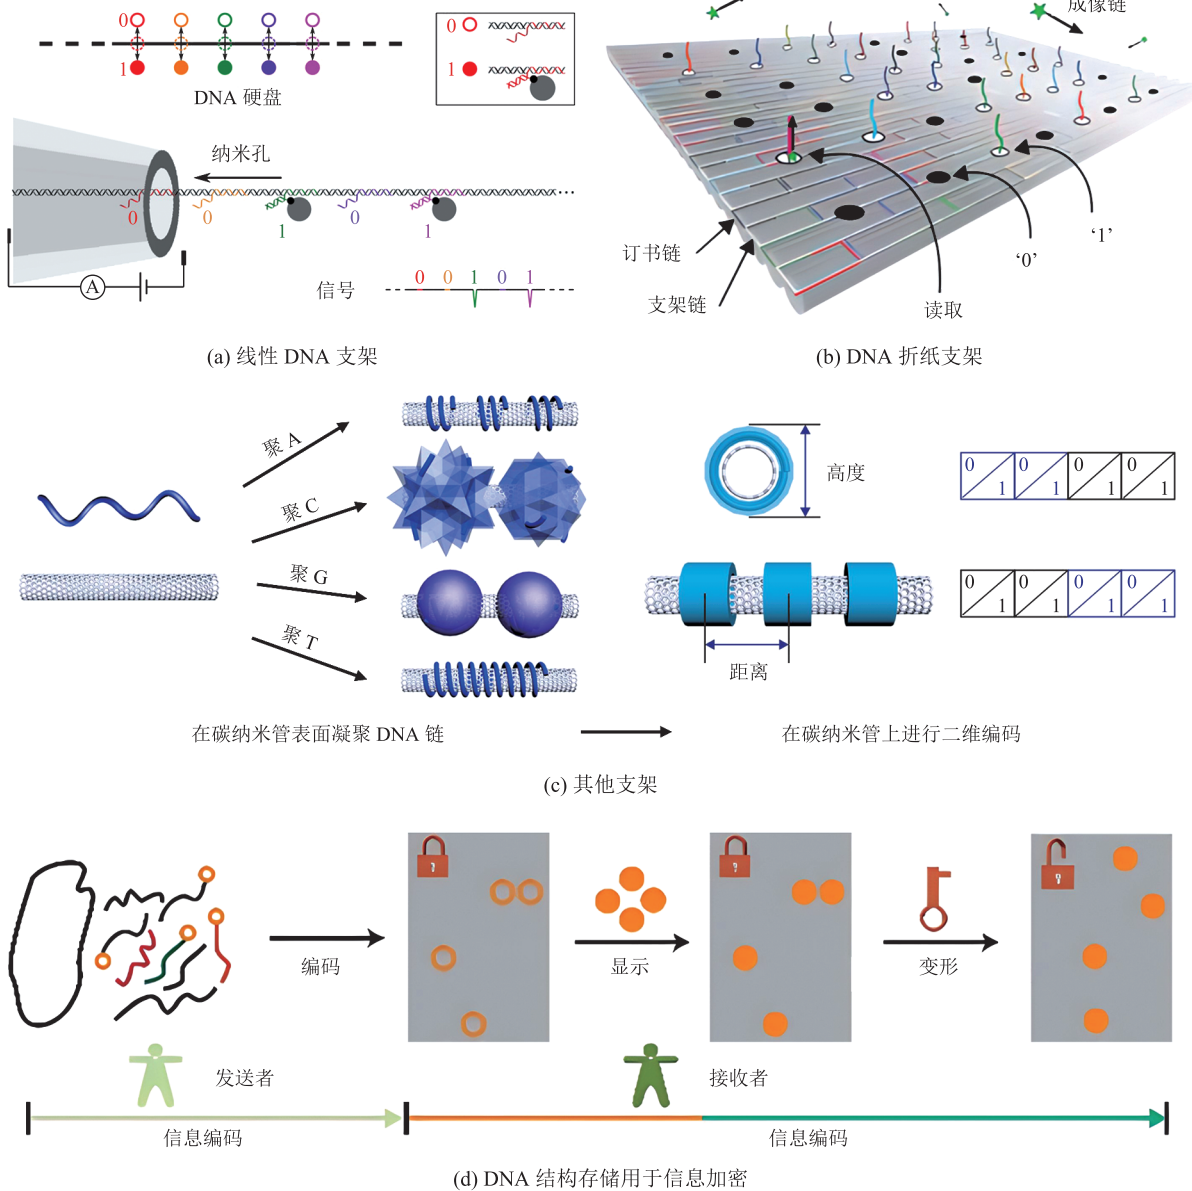 0
1
DNA 硬盘
0
1
纳米孔
0
0
1
0
1
A
信号
0 0 1 0 1
(a) 线性 DNA 支架
成像链
订书链
支架链
读取
'0'
'1'
(b) DNA 折纸支架
聚 A
聚 C
聚 G
聚 T
高度
距离
0 1 0 1 0 1 0 1
0 1 0 1 0 1 0 1
在碳纳米管表面凝聚 DNA 链
在碳纳米管上进行二维编码
(c) 其他支架
编码
显示
变形
发送者
接收者
信息编码
信息编码
(d) DNA 结构存储用于信息加密